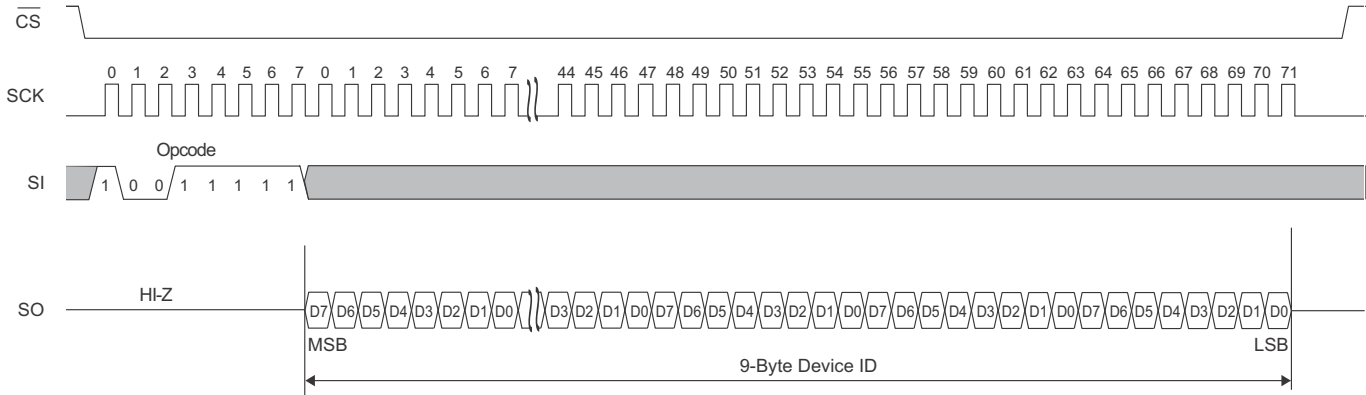 CS
0 1 2 3 4 5 6 7 0 1 2 3 4 5 6 7 44 45 46 47 48 49 50 51 52 53 54 55 56 57 58 59 60 61 62 63 64 65 66 67 68 69 70 71
SCK
Opcode
SI 1 0 0 1 1 1 1 1
HI-Z
SO D7 D6 D5 D4 D3 D2 D1 D0 D3 D2 D1 D0 D7 D6 D5 D4 D3 D2 D1 D0 D7 D6 D5 D4 D3 D2 D1 D0 D7 D6 D5 D4 D3 D2 D1 D0
MSB LSB
9-Byte Device ID